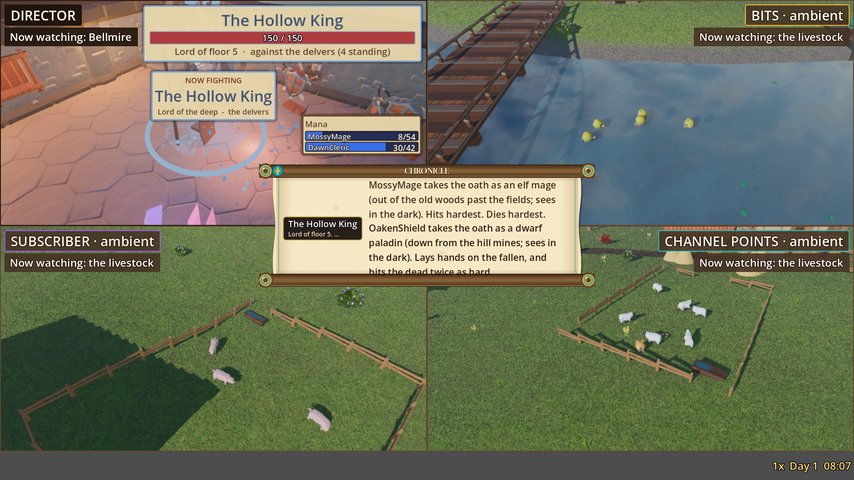 DIRECTOR
Now watching: Bellmire
The Hollow King
150 / 150
Lord of floor 5 · against the delvers (4 standing)
NOW FIGHTING
The Hollow King
Lord of the deep · the delvers
Mana
MossyMage 8/54
DawnCleric 30/42
BITS · ambient
Now watching: the livestock
CHRONICLE
The Hollow King
Lord of floor 5. ...
MossyMage takes the oath as an elf mage
(out of the old woods past the fields; sees
in the dark). Hits hardest. Dies hardest.
OakenShield takes the oath as a dwarf
paladin (down from the hill mines; sees in
the dark). Lays hands on the fallen, and
hits the dead twice as hard.
SUBSCRIBER · ambient
Now watching: the livestock
CHANNEL POINTS · ambient
Now watching: the livestock
1x Day 1 08:07